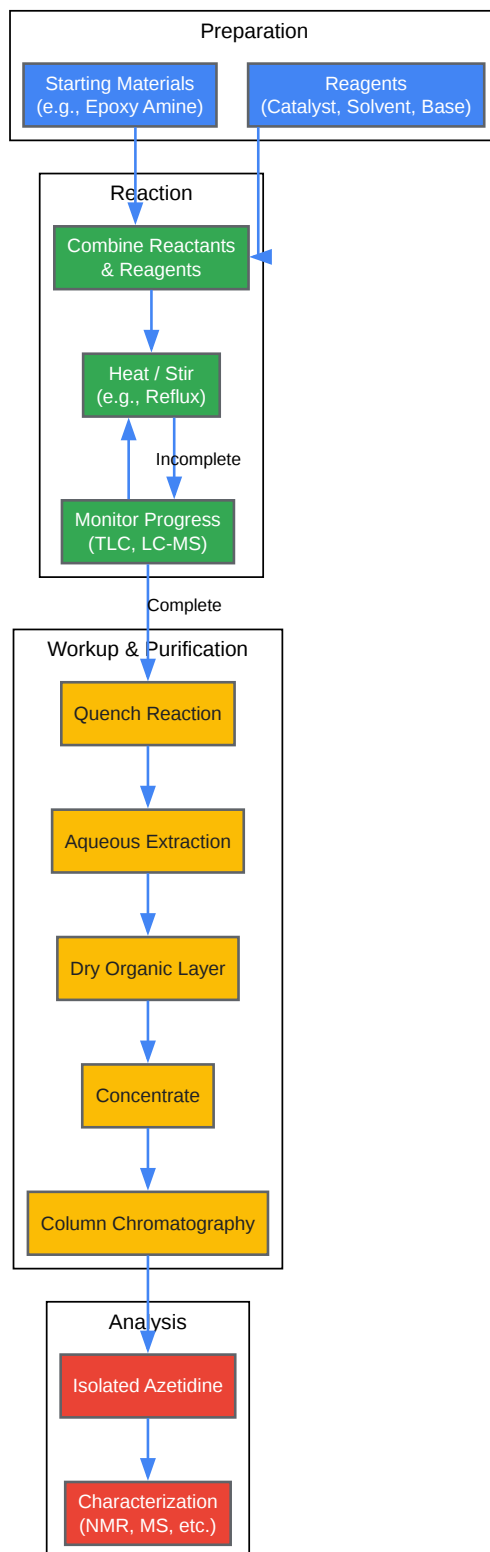 Preparation
Starting Materials
(e.g., Epoxy Amine)
Reagents
(Catalyst, Solvent, Base)
Reaction
Combine Reactants
& Reagents
Heat / Stir
(e.g., Reflux)
Incomplete
Monitor Progress
(TLC, LC-MS)
Complete
Workup & Purification
Quench Reaction
Aqueous Extraction
Dry Organic Layer
Concentrate
Column Chromatography
Analysis
Isolated Azetidine
Characterization
(NMR, MS, etc.)